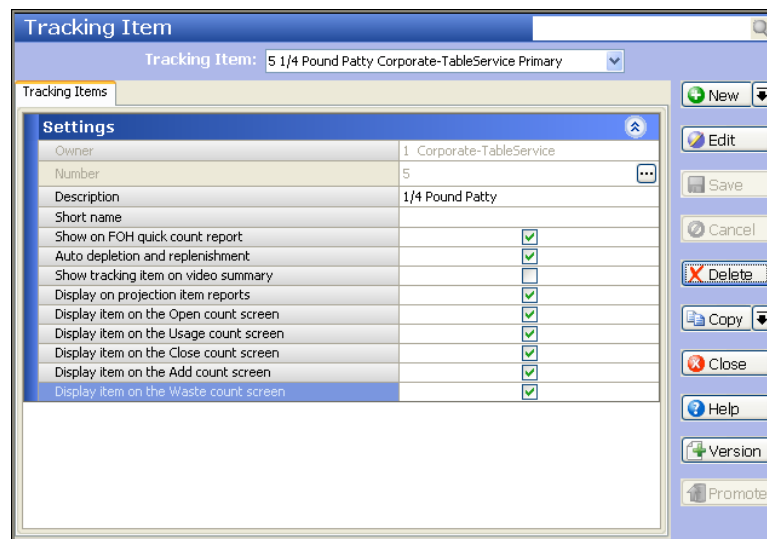 Tracking Item
Tracking Item: 5 1/4 Pound Patty Corporate-TableService Primary
Tracking Items
Settings
Owner 1 Corporate-TableService
Number 5 ...
Description 1/4 Pound Patty
Short name
Show on FOH quick count report
Auto depletion and replenishment
Show tracking item on video summary
Display on projection item reports
Display item on the Open count screen
Display item on the Usage count screen
Display item on the Close count screen
Display item on the Add count screen
Display item on the Waste count screen
New
Edit
Save
Cancel
Delete
Copy
Close
Help
Version
Promote